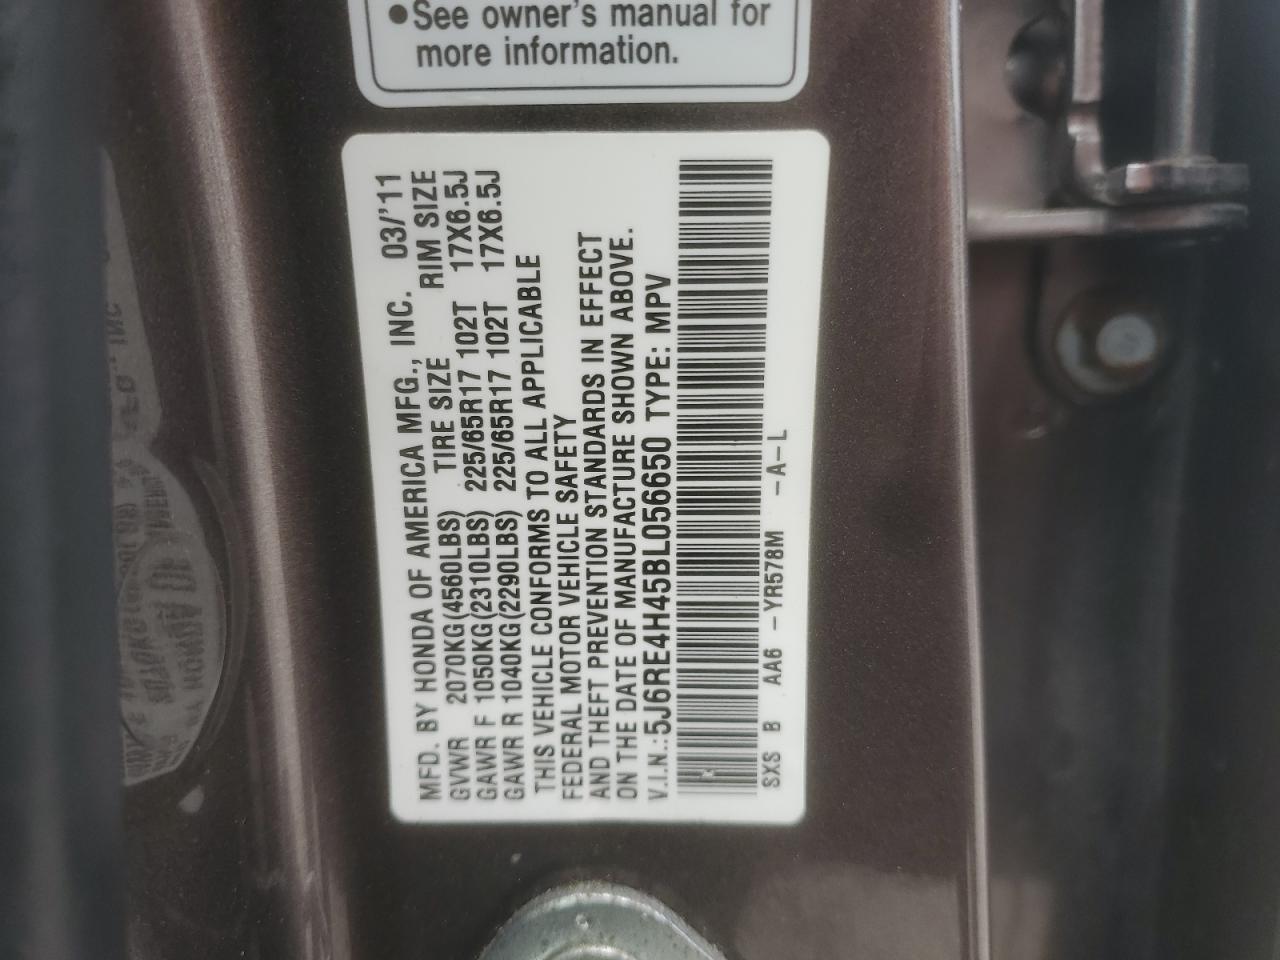 ●See owner's manual for
more information.
MFD. BY HONDA OF AMERICA MFG., INC. 03/'11
GVWR 2070KG(4560LBS) TIRE SIZE RIM SIZE
GAWR F 1050KG(2310LBS) 225/65R17 102T 17X6.5J
GAWR R 1040KG(2290LBS) 225/65R17 102T 17X6.5J
THIS VEHICLE CONFORMS TO ALL APPLICABLE
FEDERAL MOTOR VEHICLE SAFETY
AND THEFT PREVENTION STANDARDS IN EFFECT
ON THE DATE OF MANUFACTURE SHOWN ABOVE.
V.I.N.:5J6RE4H45BL056650 TYPE: MPV
SXS B AA6 -YR578M -A-L